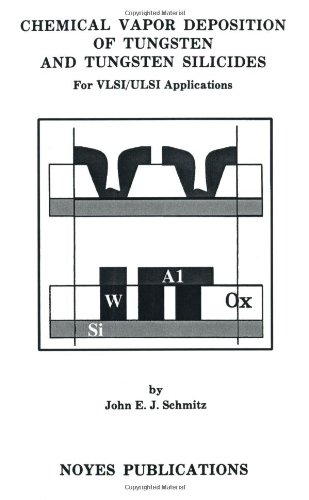 CHEMICAL VAPOR DEPOSITION
OF TUNGSTEN
AND TUNGSTEN SILICIDES
For VLSI/ULSI Applications
Al
W
Ox
Si
by
John E. J. Schmitz
NOYES PUBLICATIONS